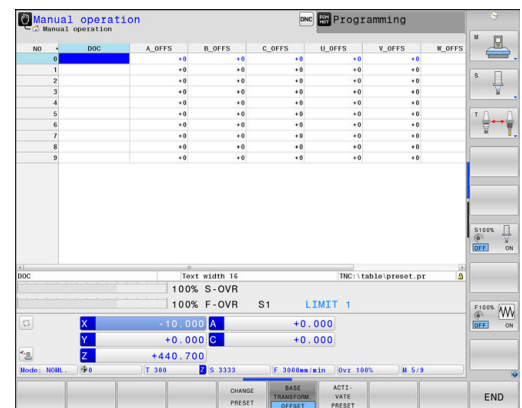 Manual operation
Manual operation
DNC
Programming
NO DOC A_OFFS B_OFFS C_OFFS U_OFFS V_OFFS W_OFFS
0 +0 +0 +0 +0 +0
1 +0 +0 +0 +0 +0
2 +0 +0 +0 +0 +0
3 +0 +0 +0 +0 +0
4 +0 +0 +0 +0 +0
5 +0 +0 +0 +0 +0
6 +0 +0 +0 +0 +0
7 +0 +0 +0 +0 +0
8 +0 +0 +0 +0 +0
9 +0 +0 +0 +0 +0
DOC Text width 16 TNC:\table\preset.pr
100% S-OVR
100% F-OVR S1 LIMIT 1
X -10.000 A +0.000
Y +0.000 C +0.000
Z +440.700
Mode: NOML. 0 T 300 Z S 3333 F 3000mm/min Ovr 100% M 5/9
CHANGE PRESET
BASE TRANSFORM. OFFSET
ACTI- VATE PRESET
END
M
S
T
S100%
OFF ON
F100%
OFF ON